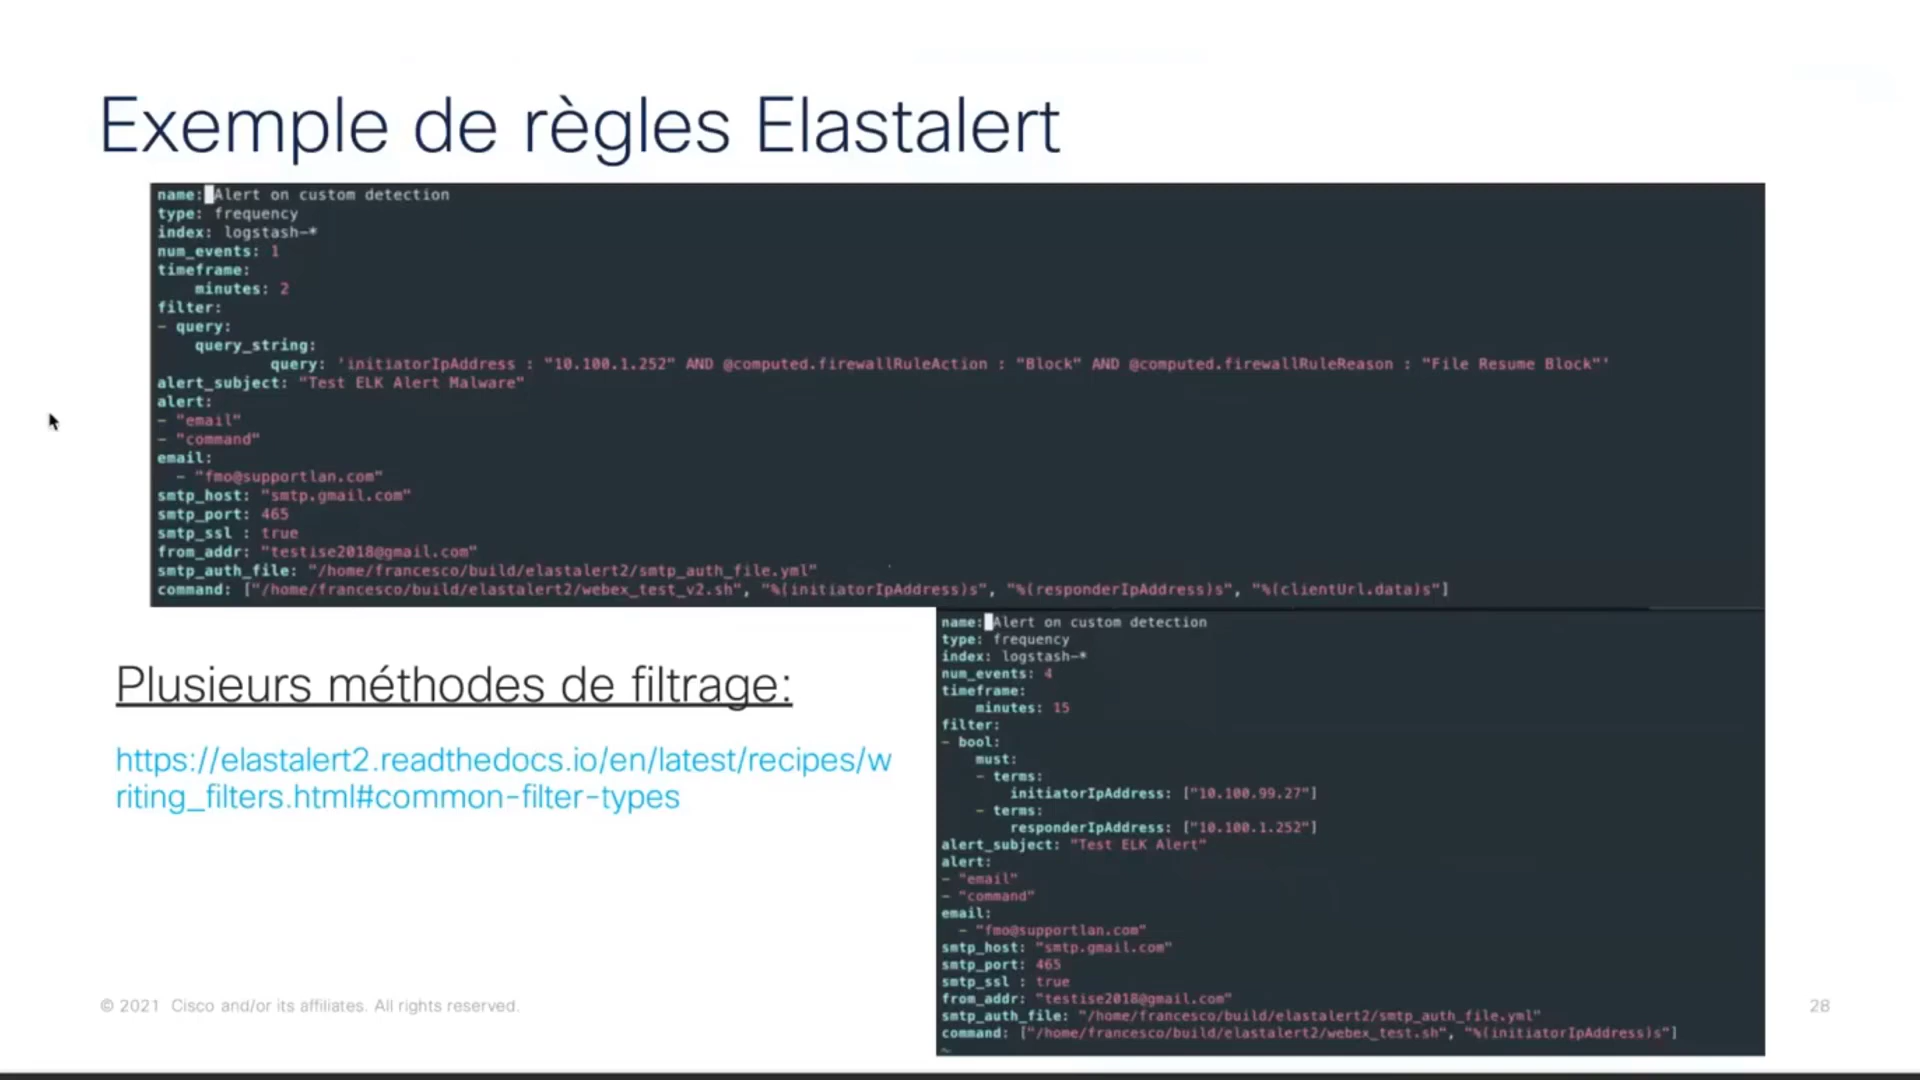 Exemple de règles Elastalert
name: Alert on custom detection
type: frequency
index: logstash-*
num_events: 1
timeframe:
minutes: 2
filter:
- query:
query_string:
query: 'initiatorIpAddress : "10.100.1.252" AND @computed.firewallRuleAction : "Block" AND @computed.firewallRuleReason : "File Resume Block"'
alert_subject: "Test ELK Alert Malware"
alert:
- "email"
- "command"
email:
- "fmo@supportlan.com"
smtp_host: "smtp.gmail.com"
smtp_port: 465
smtp_ssl : true
from_addr: "testise2018@gmail.com"
smtp_auth_file: "/home/francesco/build/elastalert2/smtp_auth_file.yml"
command: ["/home/francesco/build/elastalert2/webex_test_v2.sh", "%(initiatorIpAddress)s", "%(responderIpAddress)s", "%(clientUrl.data)s"]
Plusieurs méthodes de filtrage:
https://elastalert2.readthedocs.io/en/latest/recipes/w
riting_filters.html#common-filter-types
name: Alert on custom detection
type: frequency
index: logstash-*
num_events: 4
timeframe:
minutes: 15
filter:
- bool:
must:
- terms:
initiatorIpAddress: ["10.100.99.27"]
- terms:
responderIpAddress: ["10.100.1.252"]
alert_subject: "Test ELK Alert"
alert:
- "email"
- "command"
email:
- "fmo@supportlan.com"
smtp_host: "smtp.gmail.com"
smtp_port: 465
smtp_ssl : true
from_addr: "testise2018@gmail.com"
smtp_auth_file: "/home/francesco/build/elastalert2/smtp_auth_file.yml"
command: ["/home/francesco/build/elastalert2/webex_test.sh", "%(initiatorIpAddress)s"]
~
© 2021 Cisco and/or its affiliates. All rights reserved.
28